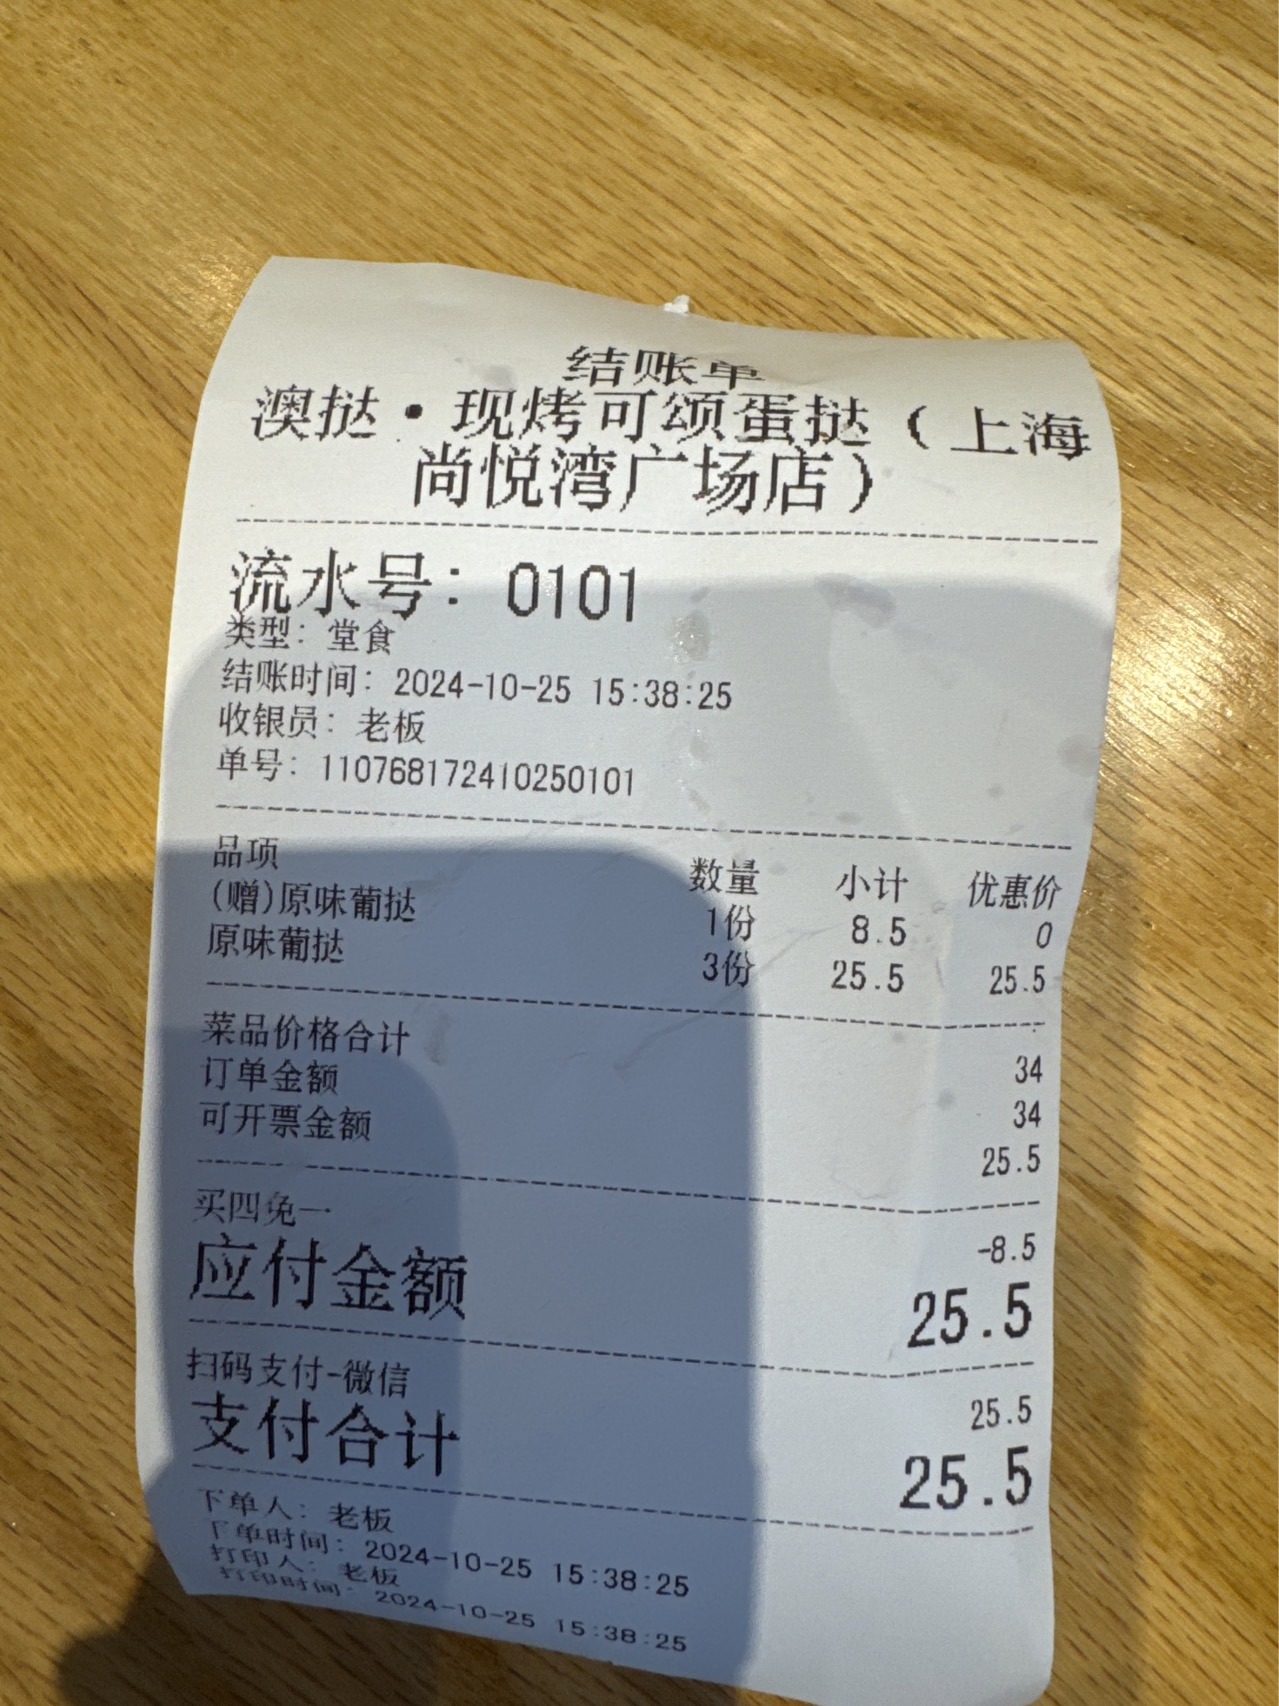 结账单
澳挞·现烤可颂蛋挞(上海
尚悦湾广场店)
流水号: 0101
类型: 堂食
结账时间: 2024-10-25 15:38:25
收银员: 老板
单号: 110768172410250101
品项 数量 小计 优惠价
(赠)原味葡挞 1份 8.5 0
原味葡挞 3份 25.5 25.5
菜品价格合计 34
订单金额 34
可开票金额 25.5
买四免一 -8.5
应付金额 25.5
扫码支付-微信 25.5
支付合计 25.5
下单人: 老板
下单时间: 2024-10-25 15:38:25
打印人: 老板
打印时间: 2024-10-25 15:38:25